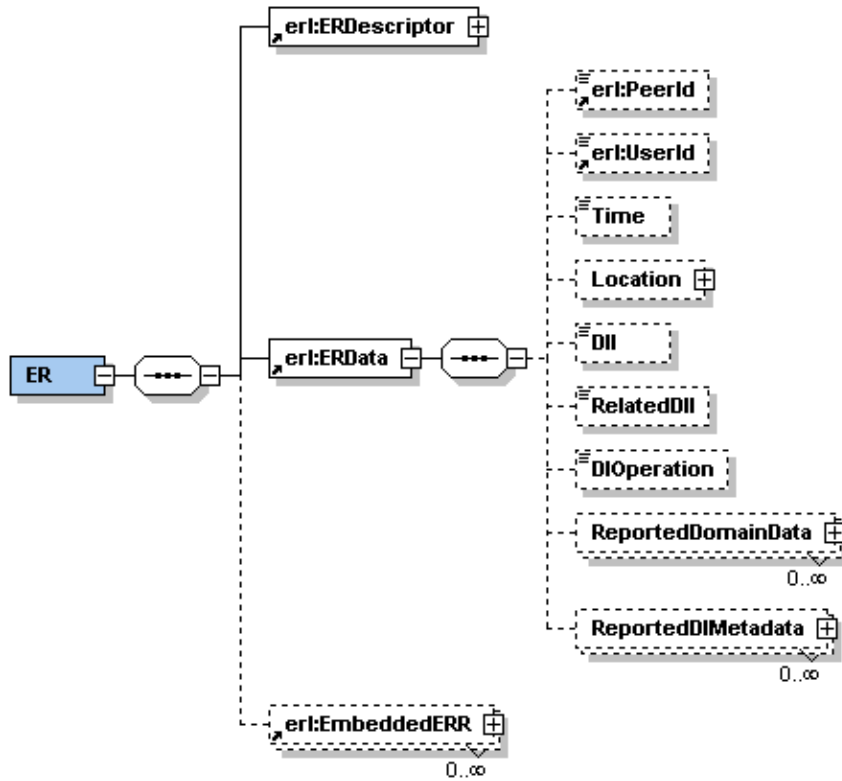 erl:ERDescriptor
erl:PeerId
erl:UserId
Time
Location
ER
erl:ERData
DII
RelatedDII
DIOperation
ReportedDomainData
0..∞
ReportedDIMetadata
0..∞
erl:EmbeddedERR
0..∞